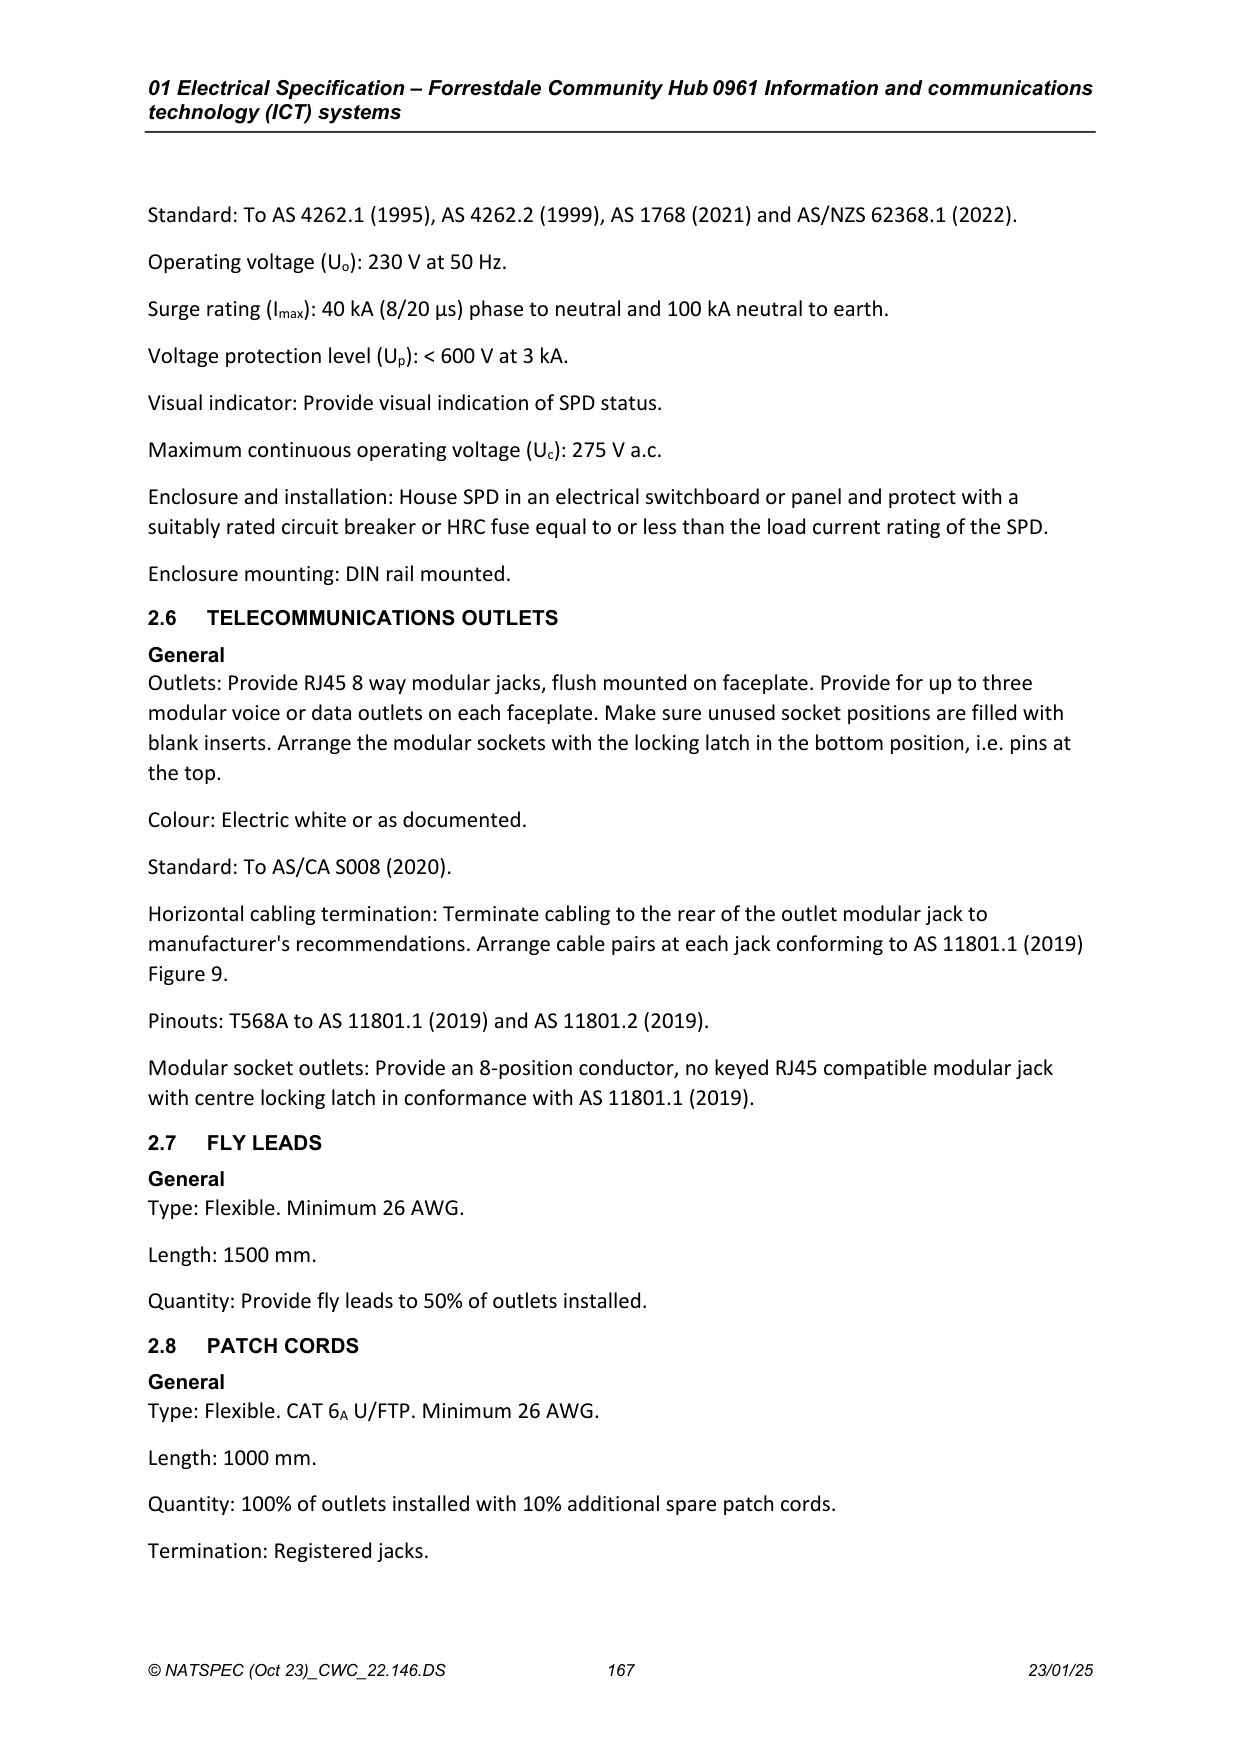 01 Electrical Specification – Forrestdale Community Hub 0961 Information and communications
technology (ICT) systems
Standard: To AS 4262.1 (1995), AS 4262.2 (1999), AS 1768 (2021) and AS/NZS 62368.1 (2022).
Operating voltage (Uo): 230 V at 50 Hz.
Surge rating (Imax): 40 kA (8/20 µs) phase to neutral and 100 kA neutral to earth.
Voltage protection level (Up): < 600 V at 3 kA.
Visual indicator: Provide visual indication of SPD status.
Maximum continuous operating voltage (Uc): 275 V a.c.
Enclosure and installation: House SPD in an electrical switchboard or panel and protect with a
suitably rated circuit breaker or HRC fuse equal to or less than the load current rating of the SPD.
Enclosure mounting: DIN rail mounted.
2.6 TELECOMMUNICATIONS OUTLETS
General
Outlets: Provide RJ45 8 way modular jacks, flush mounted on faceplate. Provide for up to three
modular voice or data outlets on each faceplate. Make sure unused socket positions are filled with
blank inserts. Arrange the modular sockets with the locking latch in the bottom position, i.e. pins at
the top.
Colour: Electric white or as documented.
Standard: To AS/CA S008 (2020).
Horizontal cabling termination: Terminate cabling to the rear of the outlet modular jack to
manufacturer's recommendations. Arrange cable pairs at each jack conforming to AS 11801.1 (2019)
Figure 9.
Pinouts: T568A to AS 11801.1 (2019) and AS 11801.2 (2019).
Modular socket outlets: Provide an 8-position conductor, no keyed RJ45 compatible modular jack
with centre locking latch in conformance with AS 11801.1 (2019).
2.7 FLY LEADS
General
Type: Flexible. Minimum 26 AWG.
Length: 1500 mm.
Quantity: Provide fly leads to 50% of outlets installed.
2.8 PATCH CORDS
General
Type: Flexible. CAT 6A U/FTP. Minimum 26 AWG.
Length: 1000 mm.
Quantity: 100% of outlets installed with 10% additional spare patch cords.
Termination: Registered jacks.
© NATSPEC (Oct 23)_CWC_22.146.DS 167 23/01/25